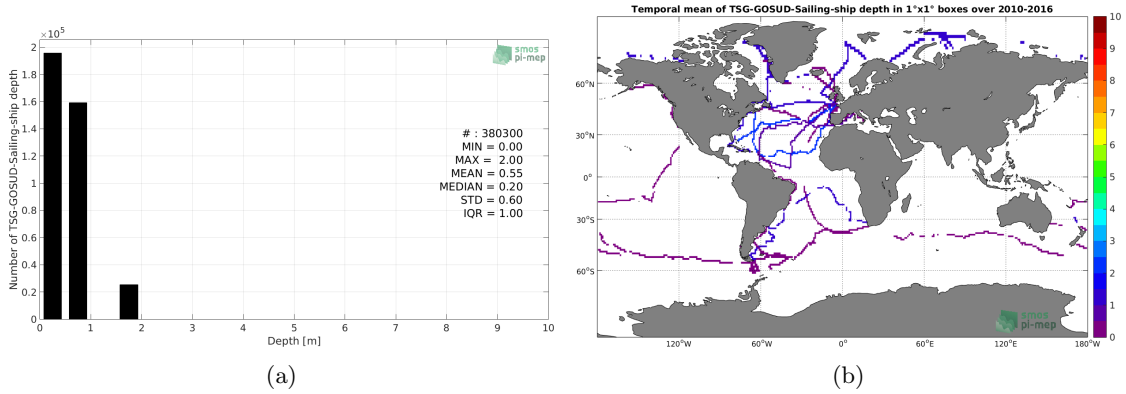 ×10⁵
2
1.8
1.6
1.4
1.2
1
0.8
0.6
0.4
0.2
0
Number of TSG-GOSUD-Sailing-ship depth
smos
pi-mep
# : 380300
MIN = 0.00
MAX = 2.00
MEAN = 0.55
MEDIAN = 0.20
STD = 0.60
IQR = 1.00
0 1 2 3 4 5 6 7 8 9 10
Depth [m]
(a)
Temporal mean of TSG-GOSUD-Sailing-ship depth in 1°x1° boxes over 2010-2016
60°N
30°N
0°
30°S
60°S
120°W 60°W 0° 60°E 120°E 180°W
smos
pi-mep
10
9
8
7
6
5
4
3
2
1
0
(b)